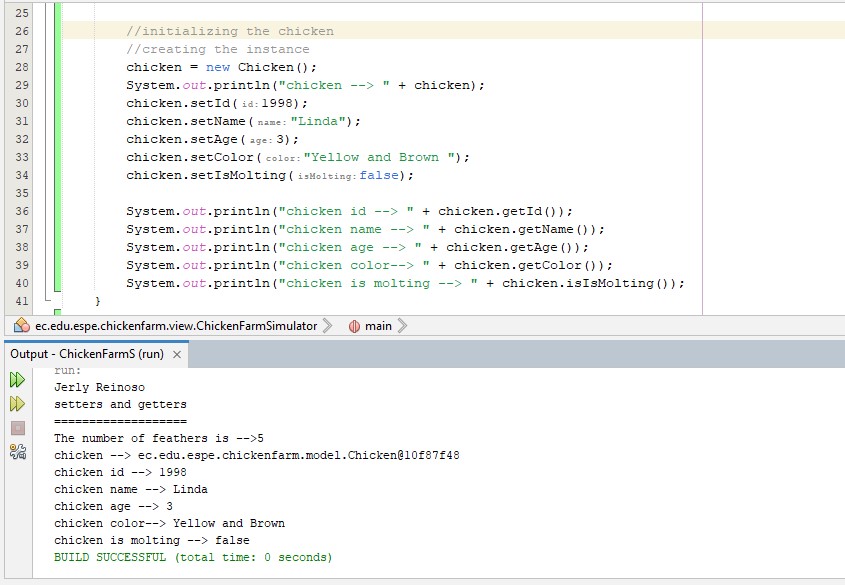 25
26 //initializing the chicken
27 //creating the instance
28 chicken = new Chicken();
29 System.out.println("chicken --> " + chicken);
30 chicken.setId( id: 1998);
31 chicken.setName( name: "Linda");
32 chicken.setAge( age: 3);
33 chicken.setColor( color: "Yellow and Brown ");
34 chicken.setIsMolting( isMolting: false);
35
36 System.out.println("chicken id --> " + chicken.getId());
37 System.out.println("chicken name --> " + chicken.getName());
38 System.out.println("chicken age --> " + chicken.getAge());
39 System.out.println("chicken color--> " + chicken.getColor());
40 System.out.println("chicken is molting --> " + chicken.isIsMolting());
41 }
ec.edu.espe.chickenfarm.view.ChickenFarmSimulator main
Output - ChickenFarmS (run) ×
run:
Jerly Reinoso
setters and getters
===================
The number of feathers is -->5
chicken --> ec.edu.espe.chickenfarm.model.Chicken@10f87f48
chicken id --> 1998
chicken name --> Linda
chicken age --> 3
chicken color--> Yellow and Brown
chicken is molting --> false
BUILD SUCCESSFUL (total time: 0 seconds)